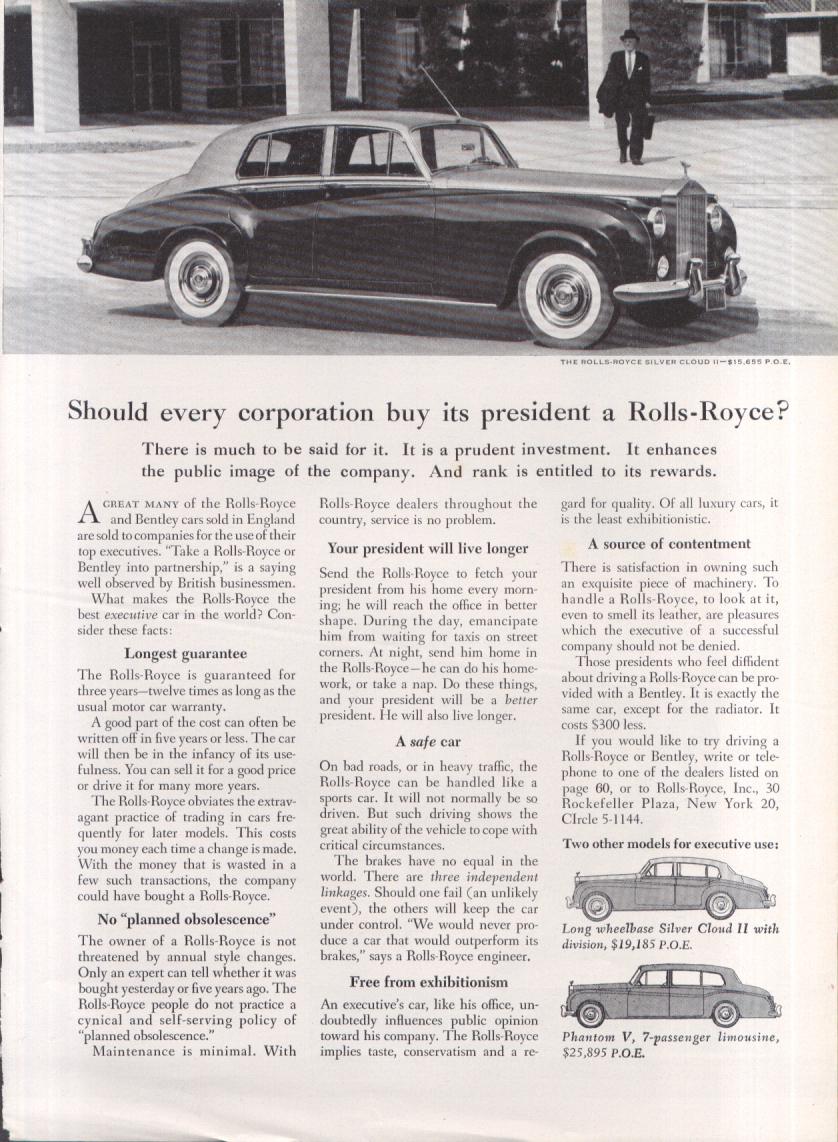 THE ROLLS-ROYCE SILVER CLOUD II—$15,655 P.O.E.
Should every corporation buy its president a Rolls-Royce?
There is much to be said for it. It is a prudent investment. It enhances
the public image of the company. And rank is entitled to its rewards.
A GREAT MANY of the Rolls-Royce
and Bentley cars sold in England
are sold to companies for the use of their
top executives. “Take a Rolls-Royce or
Bentley into partnership,” is a saying
well observed by British businessmen.
What makes the Rolls-Royce the
best executive car in the world? Con-
sider these facts:
Longest guarantee
The Rolls-Royce is guaranteed for
three years—twelve times as long as the
usual motor car warranty.
A good part of the cost can often be
written off in five years or less. The car
will then be in the infancy of its use-
fulness. You can sell it for a good price
or drive it for many more years.
The Rolls-Royce obviates the extrav-
agant practice of trading in cars fre-
quently for later models. This costs
you money each time a change is made.
With the money that is wasted in a
few such transactions, the company
could have bought a Rolls-Royce.
No “planned obsolescence”
The owner of a Rolls-Royce is not
threatened by annual style changes.
Only an expert can tell whether it was
bought yesterday or five years ago. The
Rolls-Royce people do not practice a
cynical and self-serving policy of
“planned obsolescence.”
Maintenance is minimal. With
Rolls-Royce dealers throughout the
country, service is no problem.
Your president will live longer
Send the Rolls-Royce to fetch your
president from his home every morn-
ing; he will reach the office in better
shape. During the day, emancipate
him from waiting for taxis on street
corners. At night, send him home in
the Rolls-Royce—he can do his home-
work, or take a nap. Do these things,
and your president will be a better
president. He will also live longer.
A safe car
On bad roads, or in heavy traffic, the
Rolls-Royce can be handled like a
sports car. It will not normally be so
driven. But such driving shows the
great ability of the vehicle to cope with
critical circumstances.
The brakes have no equal in the
world. There are three independent
linkages. Should one fail (an unlikely
event), the others will keep the car
under control. “We would never pro-
duce a car that would outperform its
brakes,” says a Rolls-Royce engineer.
Free from exhibitionism
An executive’s car, like his office, un-
doubtedly influences public opinion
toward his company. The Rolls-Royce
implies taste, conservatism and a re-
gard for quality. Of all luxury cars, it
is the least exhibitionistic.
A source of contentment
There is satisfaction in owning such
an exquisite piece of machinery. To
handle a Rolls-Royce, to look at it,
even to smell its leather, are pleasures
which the executive of a successful
company should not be denied.
Those presidents who feel diffident
about driving a Rolls-Royce can be pro-
vided with a Bentley. It is exactly the
same car, except for the radiator. It
costs $300 less.
If you would like to try driving a
Rolls-Royce or Bentley, write or tele-
phone to one of the dealers listed on
page 60, or to Rolls-Royce, Inc., 30
Rockefeller Plaza, New York 20,
CIrcle 5-1144.
Two other models for executive use:
Long wheelbase Silver Cloud II with
division, $19,185 P.O.E.
Phantom V, 7-passenger limousine,
$25,895 P.O.E.